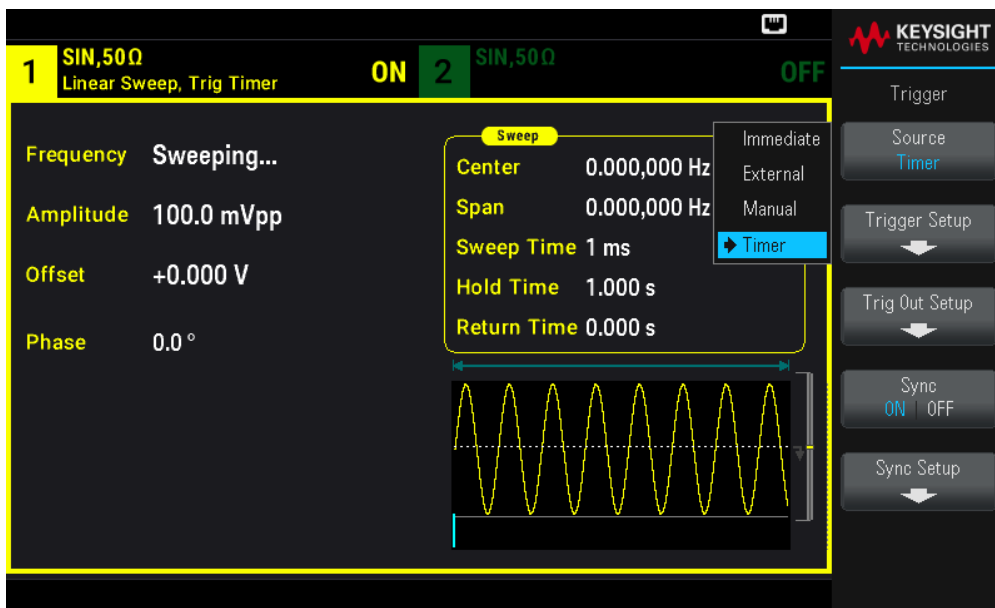 KEYSIGHT
TECHNOLOGIES
1
SIN,50Ω
Linear Sweep, Trig Timer
ON
2
SIN,50Ω
OFF
Frequency Sweeping...
Amplitude 100.0 mVpp
Offset +0.000 V
Phase 0.0 °
Sweep
Center 0.000,000 Hz
Span 0.000,000 Hz
Sweep Time 1 ms
Hold Time 1.000 s
Return Time 0.000 s
Immediate
External
Manual
Timer
Trigger
Source
Timer
Trigger Setup
Trig Out Setup
Sync
ON | OFF
Sync Setup